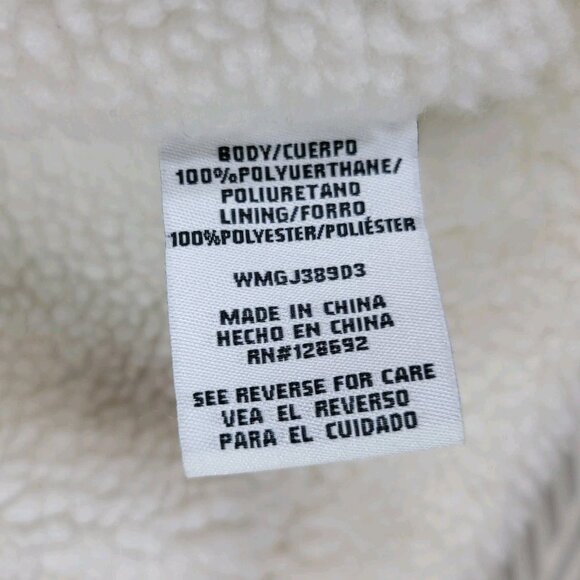 BODY/CUERPO
100%POLYUERTHANE/
POLIURETANO
LINING/FORRO
100%POLYESTER/POLIÉSTER
WMGJ389D3
MADE IN CHINA
HECHO EN CHINA
RN#128692
SEE REVERSE FOR CARE
VEA EL REVERSO
PARA EL CUIDADO